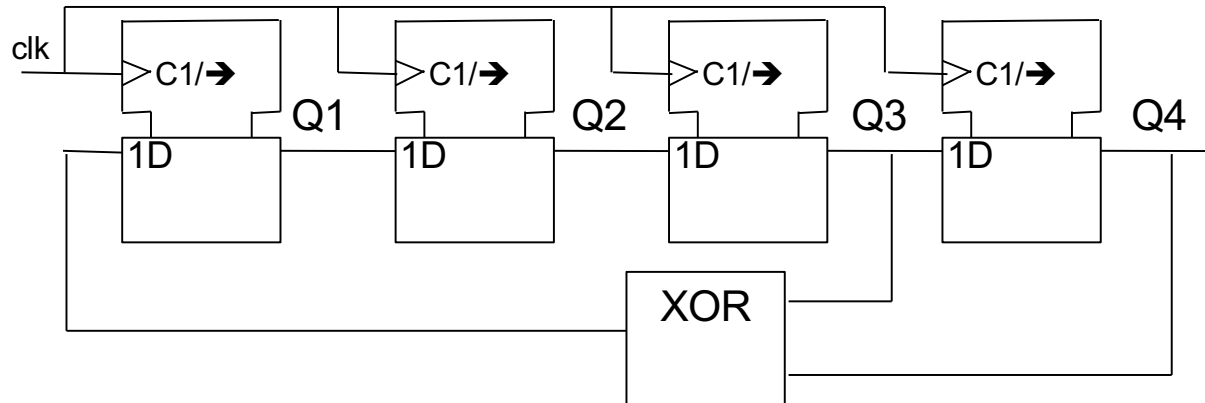 clk
C1/➔ C1/➔ C1/➔ C1/➔
Q1 Q2 Q3 Q4
1D 1D 1D 1D
XOR